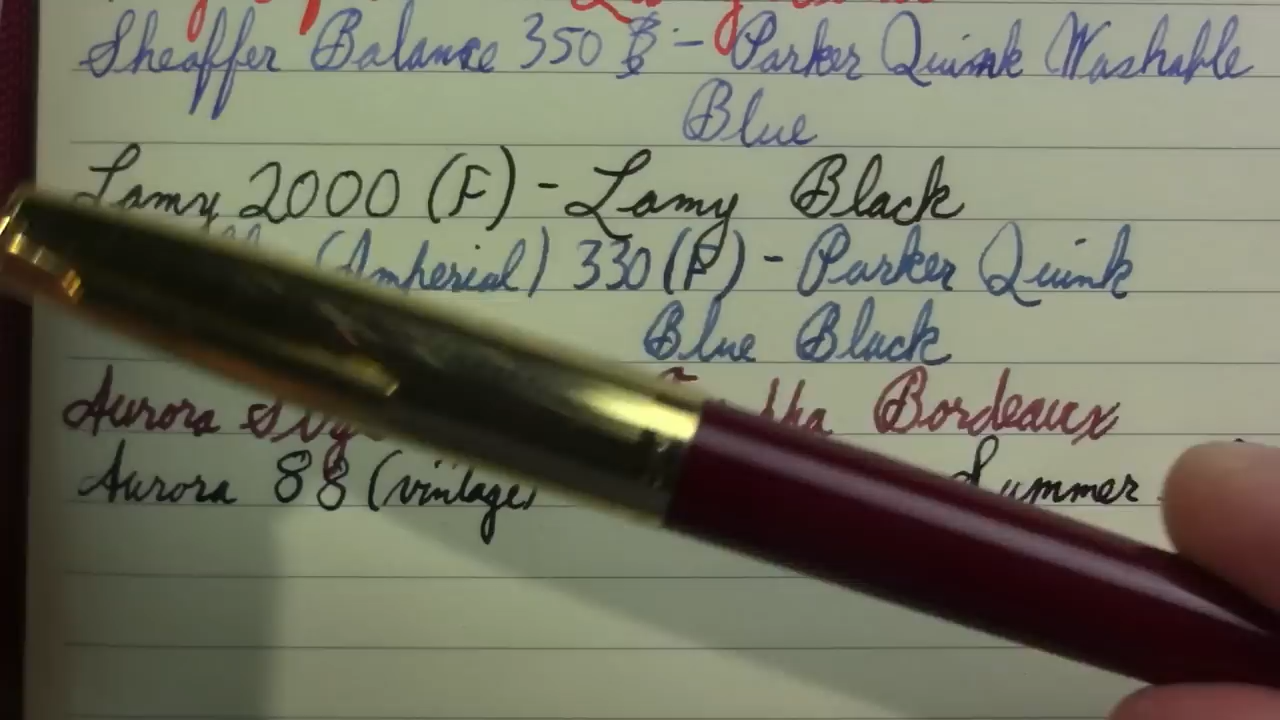 Sheaffer Balance 350 - Parker Quink Washable
Blue
Lamy 2000 (F) - Lamy Black
(Imperial) 330 (F) - Parker Quink
Blue Black
Aurora Bordeaux
Aurora 88 (vintage) Summer